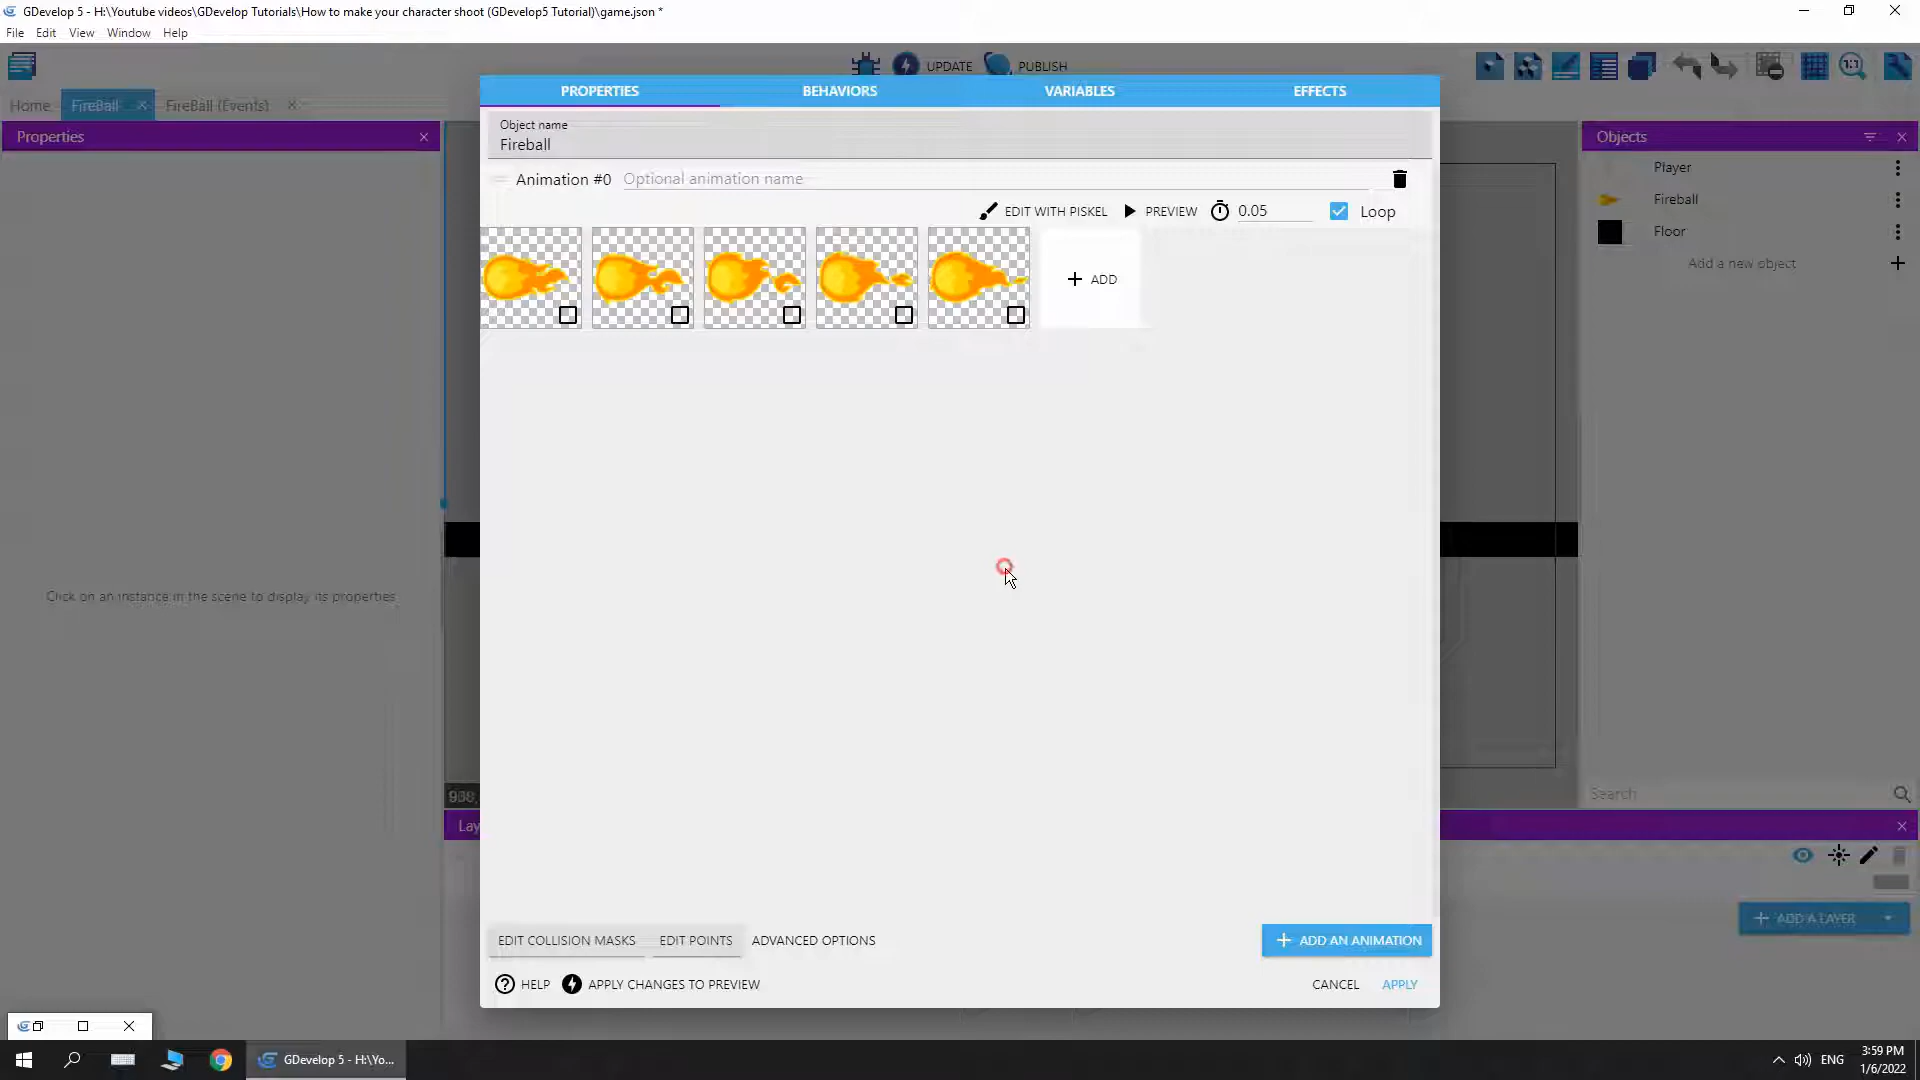 GDevelop 5 - H:\Youtube videos\GDevelop Tutorials\How to make your character shoot (GDevelop5 Tutorial)\game.json *
File Edit View Window Help
UPDATE PUBLISH 1:1
Home FireBall FireBall (Events)
PROPERTIES BEHAVIORS VARIABLES EFFECTS
Properties
Object name
Fireball
Animation #0 Optional animation name
EDIT WITH PISKEL PREVIEW 0.05 Loop
+ ADD
Click on an instance in the scene to display its properties
Objects
Player
Fireball
Floor
Add a new object +
Search
Lay
EDIT COLLISION MASKS EDIT POINTS ADVANCED OPTIONS + ADD AN ANIMATION
+ ADD A LAYER
HELP APPLY CHANGES TO PREVIEW CANCEL APPLY
GDevelop 5 - H:\Yo...
ENG
3:59 PM
1/6/2022